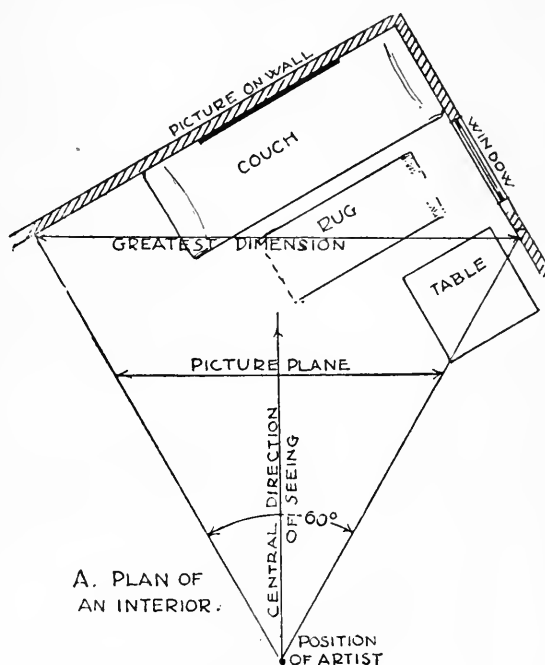 PICTURE ON WALL
COUCH
WINDOW
RUG
GREATEST DIMENSION
TABLE
PICTURE PLANE
CENTRAL DIRECTION
OF SEEING
60°
A. PLAN OF
AN INTERIOR.
POSITION
OF ARTIST